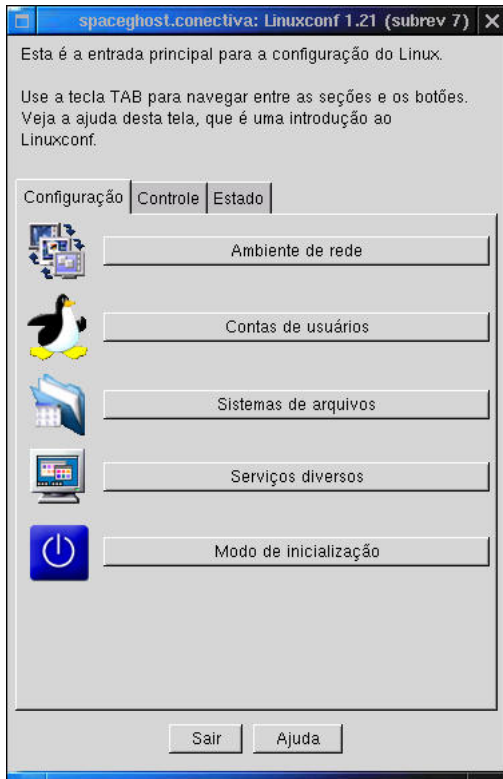 spaceghost.conectiva: Linuxconf 1.21 (subrev 7)
Esta é a entrada principal para a configuração do Linux.
Use a tecla TAB para navegar entre as seções e os botões.
Veja a ajuda desta tela, que é uma introdução ao
Linuxconf.
Configuração Controle Estado
Ambiente de rede
Contas de usuários
Sistemas de arquivos
Serviços diversos
Modo de inicialização
Sair Ajuda